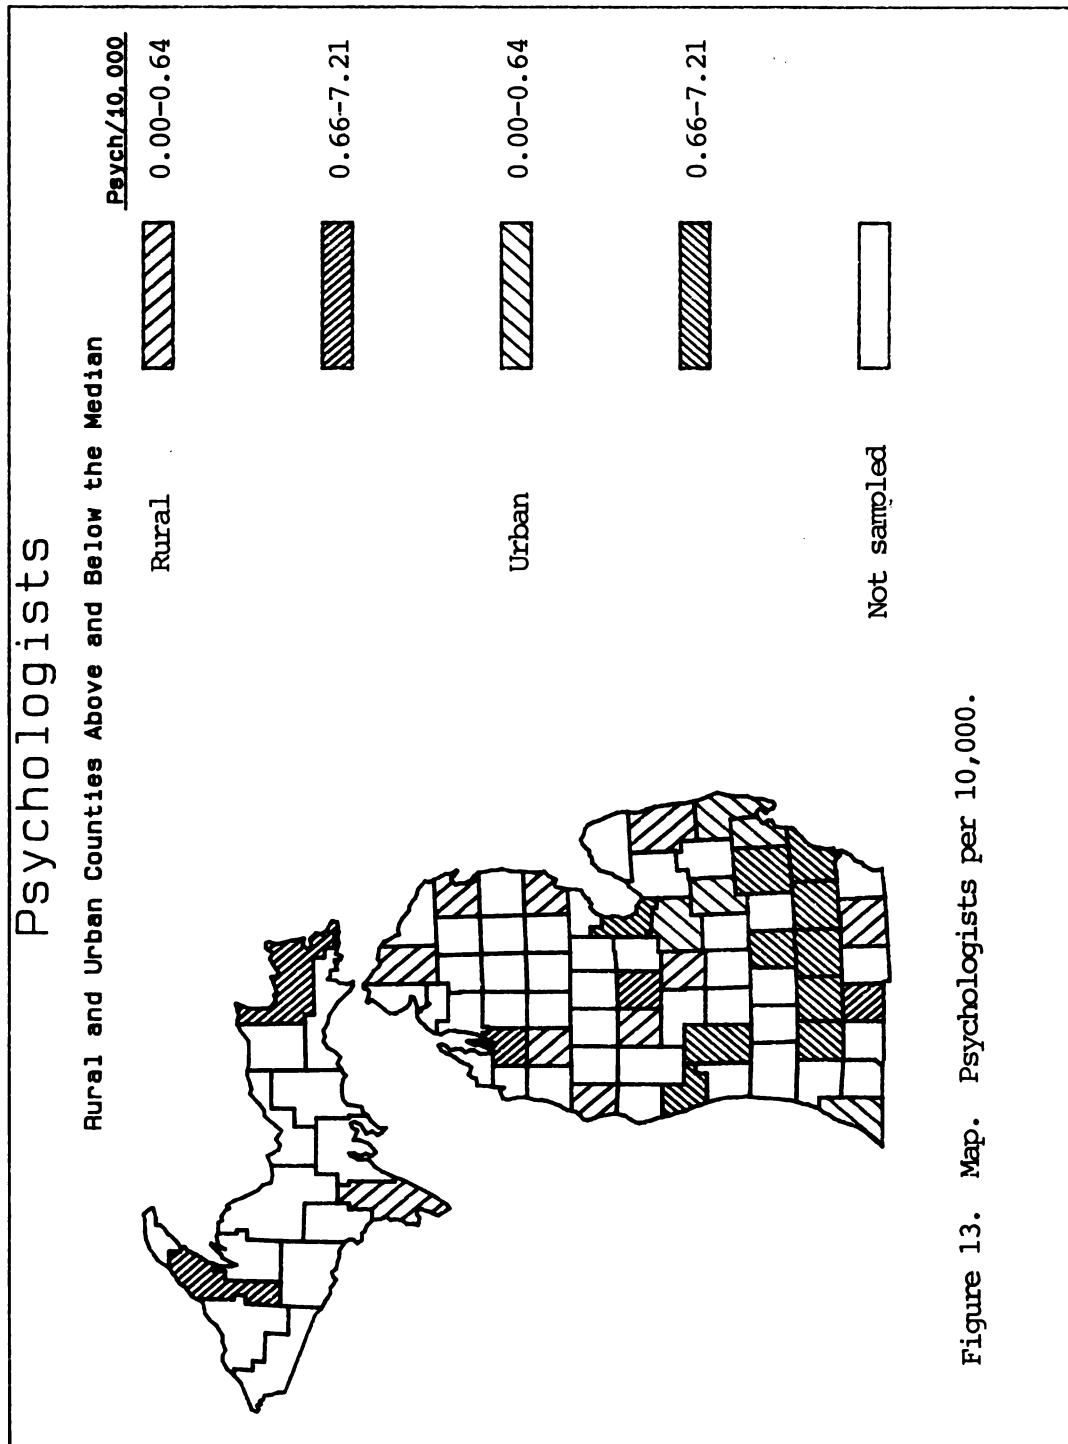 Psychologists
Rural and Urban Counties Above and Below the Median
Psych/10,000
Rural 0.00-0.64
0.66-7.21
Urban 0.00-0.64
0.66-7.21
Not sampled
Figure 13. Map. Psychologists per 10,000.